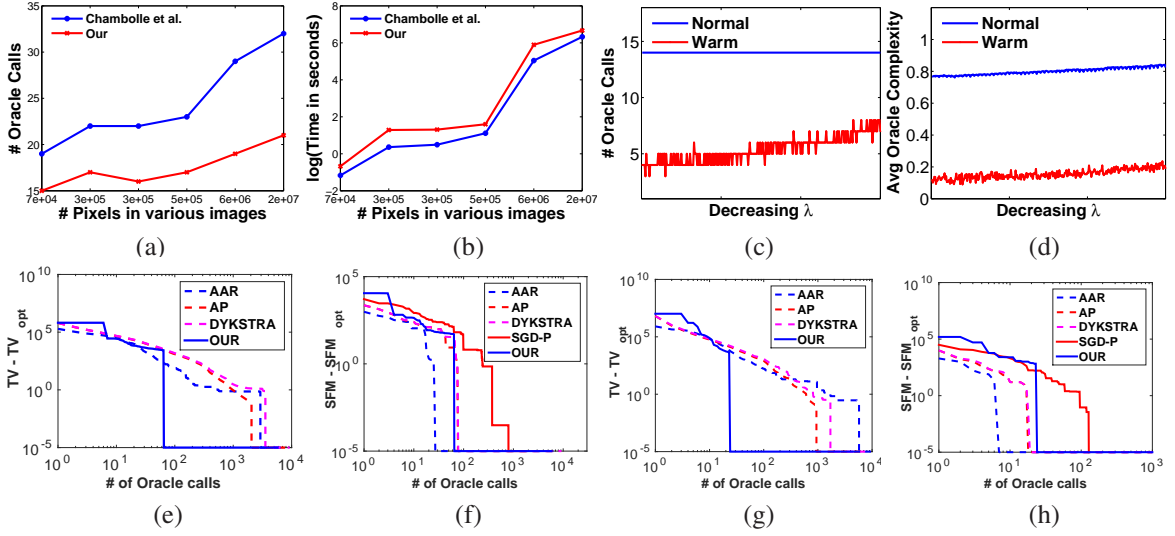 # Oracle Calls
35
30
25
20
15
Chambolle et al.
Our
7e+04 3e+05 3e+05 5e+05 6e+06 2e+07
# Pixels in various images
(a)
log(Time in seconds)
10
8
6
4
2
0
−2
Chambolle et al.
Our
7e+04 3e+05 3e+05 5e+05 6e+06 2e+07
# Pixels in various images
(b)
# Oracle Calls
15
10
5
Normal
Warm
Decreasing λ
(c)
Avg Oracle Complexity
1
0.8
0.6
0.4
0.2
0
Normal
Warm
Decreasing λ
(d)
TV - TVopt
10^10
10^5
10^0
10^-5
AAR
AP
DYKSTRA
OUR
10^0 10^1 10^2 10^3 10^4
# of Oracle calls
(e)
SFM - SFMopt
10^5
10^0
10^-5
AAR
AP
DYKSTRA
SGD-P
OUR
10^0 10^1 10^2 10^3 10^4
# of Oracle calls
(f)
TV - TVopt
10^10
10^5
10^0
10^-5
AAR
AP
DYKSTRA
OUR
10^0 10^1 10^2 10^3 10^4
# of Oracle calls
(g)
SFM - SFMopt
10^10
10^5
10^0
10^-5
AAR
AP
DYKSTRA
SGD-P
OUR
10^0 10^1 10^2 10^3
# of Oracle calls
(h)